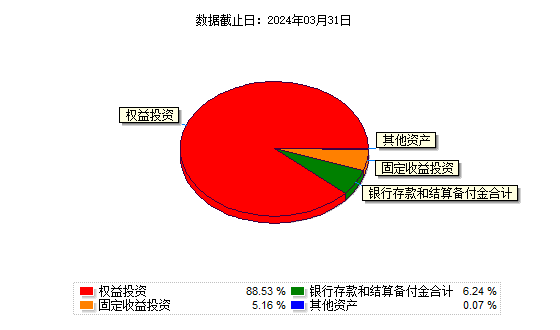 数据截止日：2024年03月31日
权益投资
其他资产
固定收益投资
银行存款和结算备付金合计
权益投资 88.53 % 银行存款和结算备付金合计 6.24 %
固定收益投资 5.16 % 其他资产 0.07 %